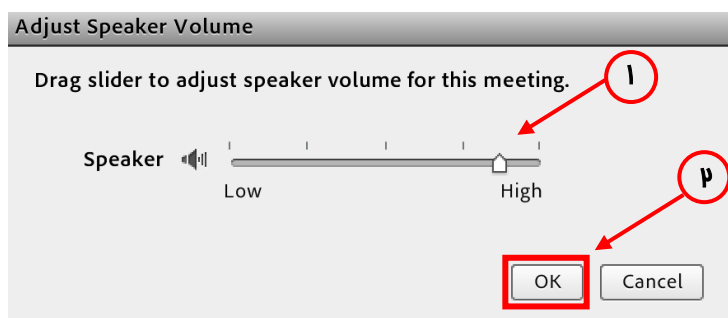 Adjust Speaker Volume
Drag slider to adjust speaker volume for this meeting.
۱
Speaker
Low High
۲
OK Cancel